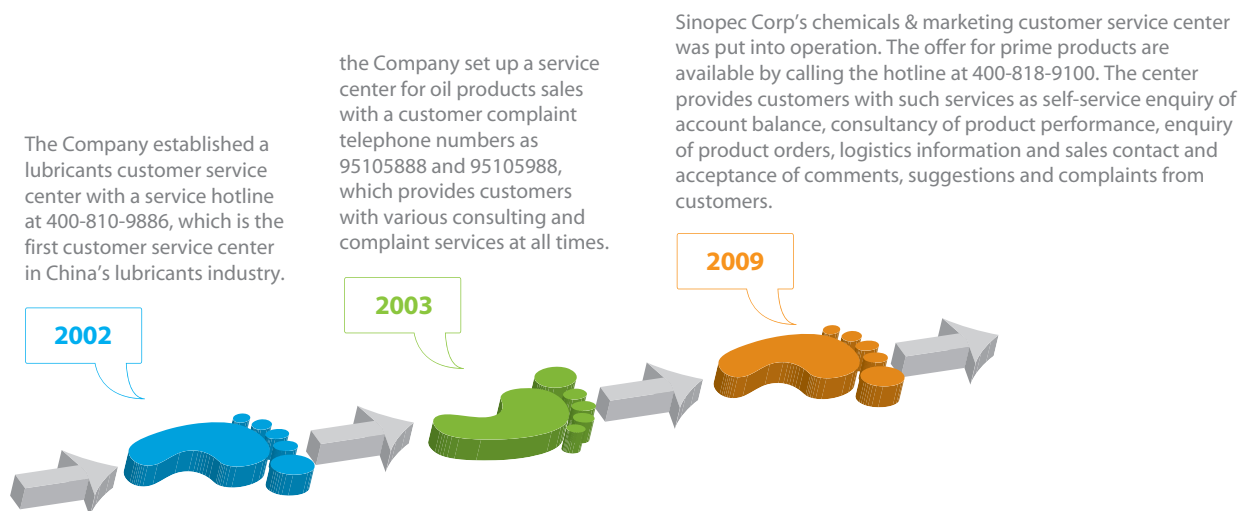 The Company established a
lubricants customer service
center with a service hotline
at 400-810-9886, which is the
first customer service center
in China's lubricants industry.
2002
the Company set up a service
center for oil products sales
with a customer complaint
telephone numbers as
95105888 and 95105988,
which provides customers
with various consulting and
complaint services at all times.
2003
Sinopec Corp's chemicals & marketing customer service center
was put into operation. The offer for prime products are
available by calling the hotline at 400-818-9100. The center
provides customers with such services as self-service enquiry of
account balance, consultancy of product performance, enquiry
of product orders, logistics information and sales contact and
acceptance of comments, suggestions and complaints from
customers.
2009